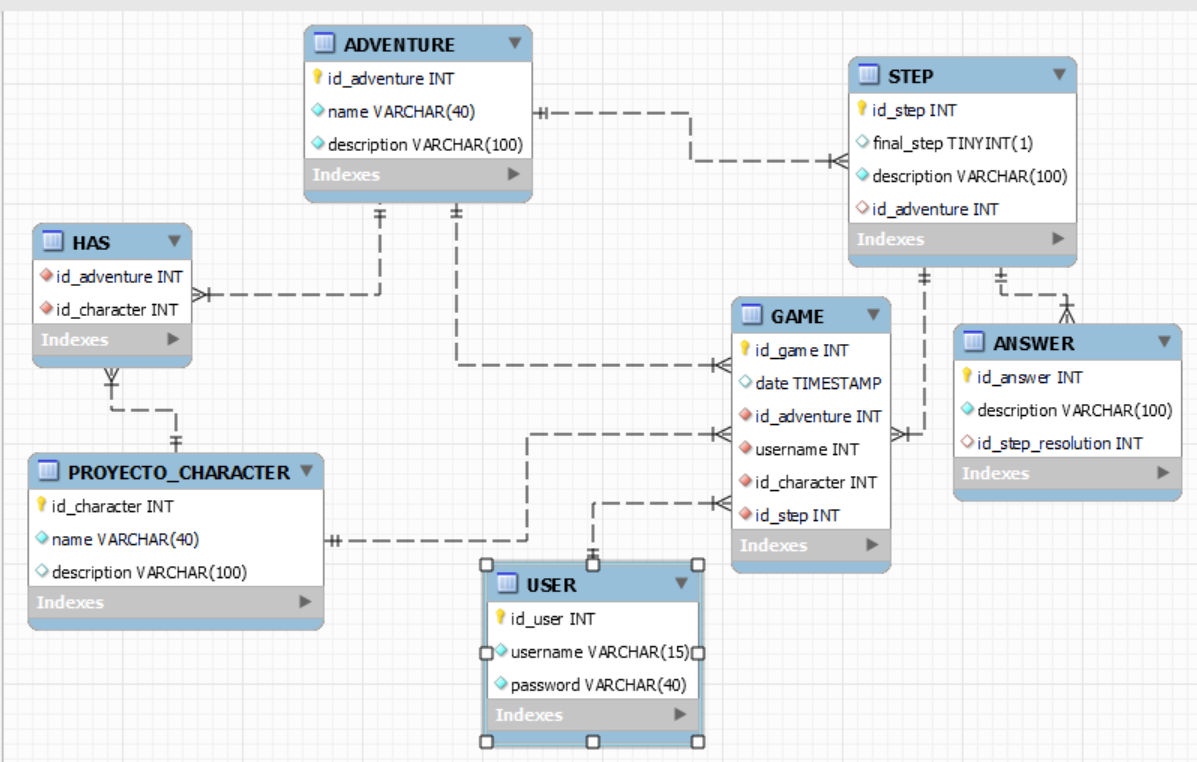 ADVENTURE
id_adventure INT
name VARCHAR(40)
description VARCHAR(100)
Indexes
STEP
id_step INT
final_step TINYINT(1)
description VARCHAR(100)
id_adventure INT
Indexes
HAS
id_adventure INT
id_character INT
Indexes
GAME
id_game INT
date TIMESTAMP
id_adventure INT
username INT
id_character INT
id_step INT
Indexes
ANSWER
id_answer INT
description VARCHAR(100)
id_step_resolution INT
Indexes
PROYECTO_CHARACTER
id_character INT
name VARCHAR(40)
description VARCHAR(100)
Indexes
USER
id_user INT
username VARCHAR(15)
password VARCHAR(40)
Indexes